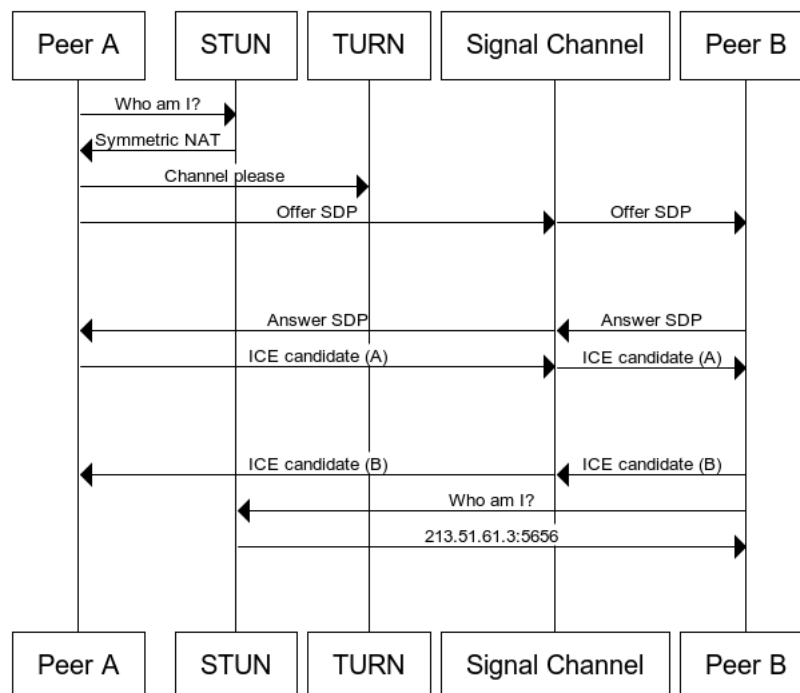 Peer A
STUN
TURN
Signal Channel
Peer B
Who am I?
Symmetric NAT
Channel please
Offer SDP
Offer SDP
Answer SDP
Answer SDP
ICE candidate (A)
ICE candidate (A)
ICE candidate (B)
ICE candidate (B)
Who am I?
213.51.61.3:5656
Peer A
STUN
TURN
Signal Channel
Peer B